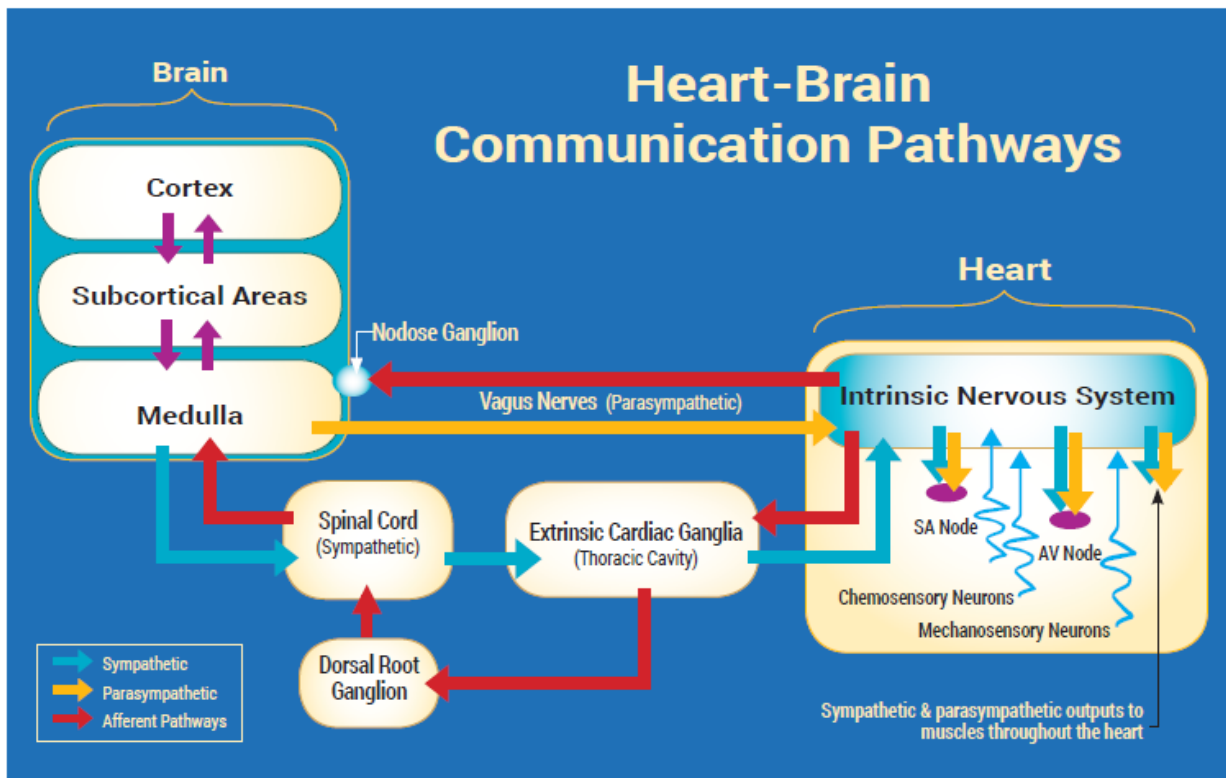 Brain
Heart-Brain
Communication Pathways
Cortex
Subcortical Areas
Medulla
Nodose Ganglion
Heart
Vagus Nerves (Parasympathetic)
Intrinsic Nervous System
Spinal Cord
(Sympathetic)
Extrinsic Cardiac Ganglia
(Thoracic Cavity)
SA Node
AV Node
Chemosensory Neurons
Mechanosensory Neurons
Dorsal Root
Ganglion
Sympathetic
Parasympathetic
Afferent Pathways
Sympathetic & parasympathetic outputs to
muscles throughout the heart